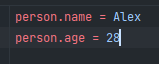 person.name = Alex
person.age = 28